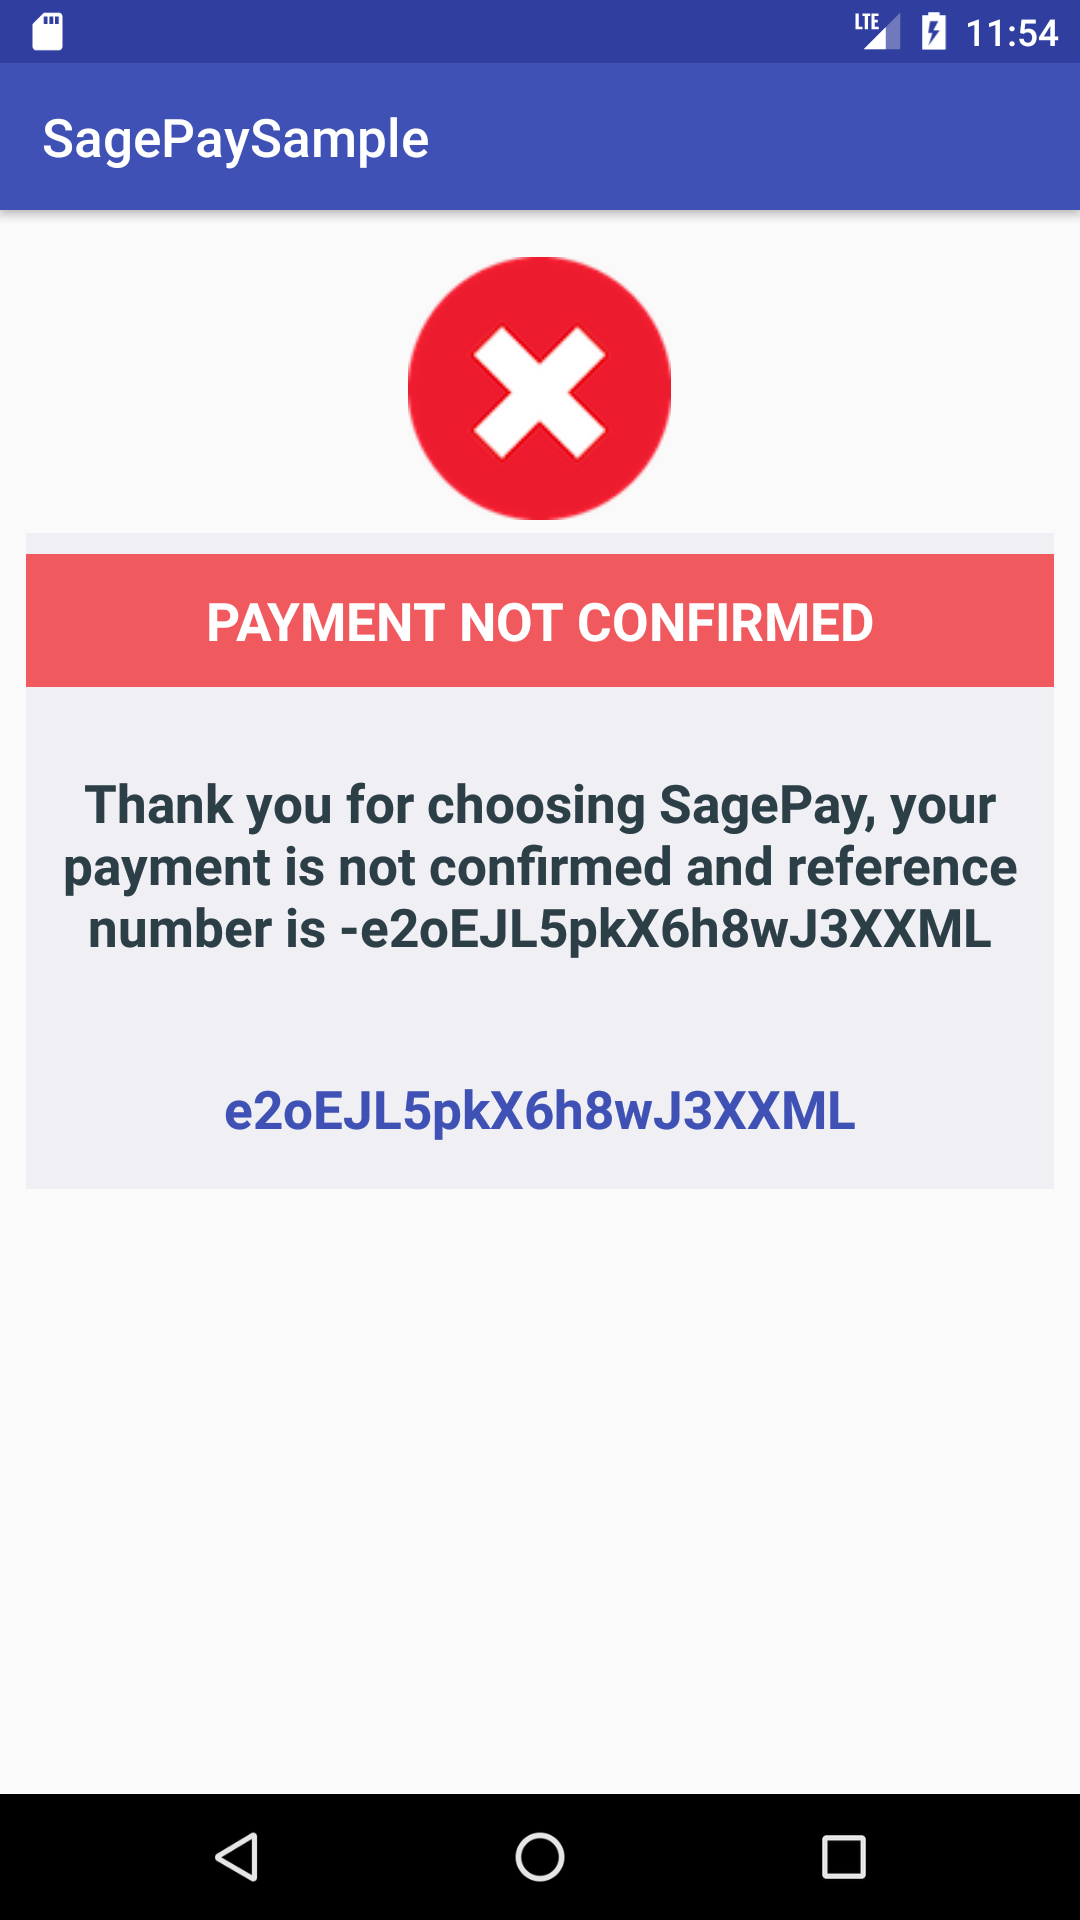 LTE 11:54
SagePaySample
PAYMENT NOT CONFIRMED
Thank you for choosing SagePay, your
payment is not confirmed and reference
number is -e2oEJL5pkX6h8wJ3XXML
e2oEJL5pkX6h8wJ3XXML